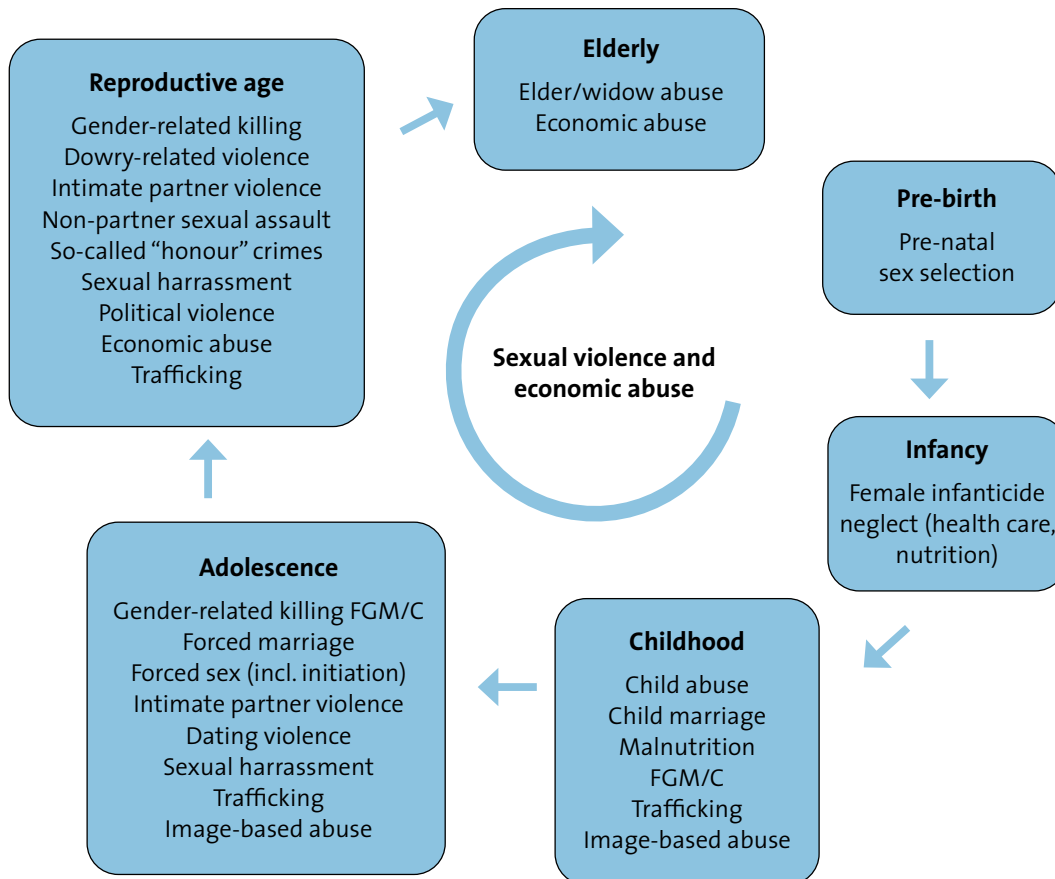 Reproductive age
Gender-related killing
Dowry-related violence
Intimate partner violence
Non-partner sexual assault
So-called “honour” crimes
Sexual harrassment
Political violence
Economic abuse
Trafficking
Elderly
Elder/widow abuse
Economic abuse
Pre-birth
Pre-natal
sex selection
Sexual violence and
economic abuse
Infancy
Female infanticide
neglect (health care,
nutrition)
Adolescence
Gender-related killing FGM/C
Forced marriage
Forced sex (incl. initiation)
Intimate partner violence
Dating violence
Sexual harrassment
Trafficking
Image-based abuse
Childhood
Child abuse
Child marriage
Malnutrition
FGM/C
Trafficking
Image-based abuse